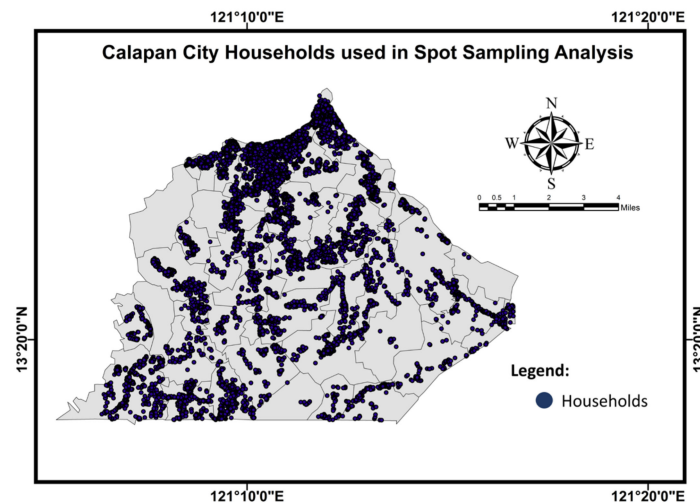 121°10'0"E 121°20'0"E
Calapan City Households used in Spot Sampling Analysis
N
W E
S
0 0.5 1 2 3 4
Miles
13°20'0"N 13°20'0"N
Legend:
Households
121°10'0"E 121°20'0"E